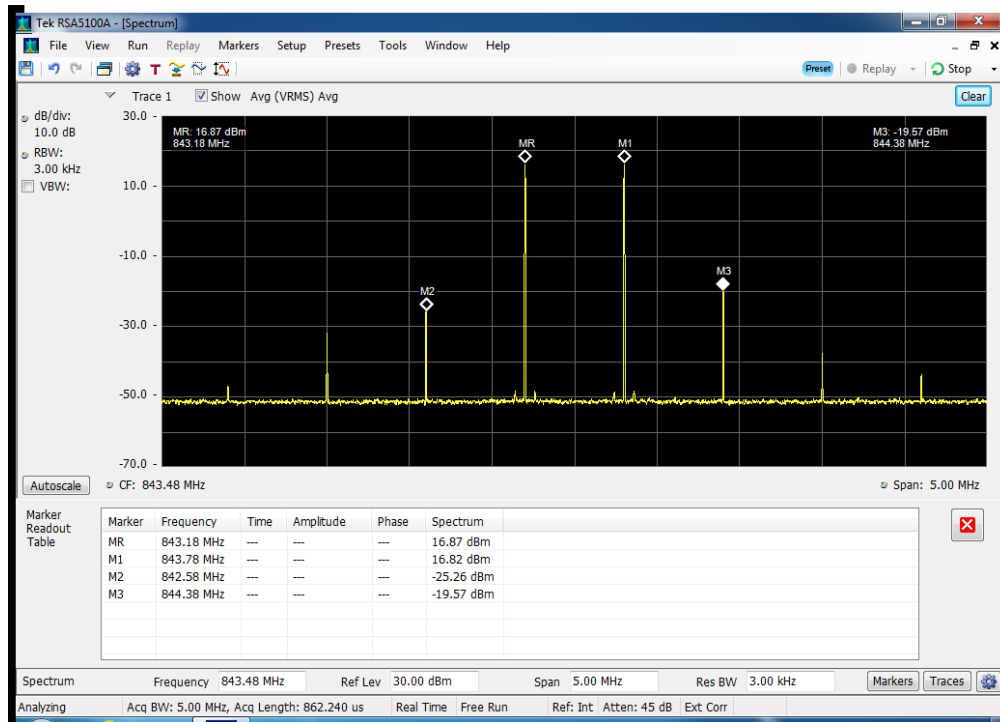 Tek RSA5100A - [Spectrum]
File View Run Replay Markers Setup Presets Tools Window Help
T Preset Replay Stop
Trace 1 Show Avg (VRMS) Avg Clear
dB/div:
10.0 dB
RBW:
3.00 kHz
VBW:
30.0
10.0
-10.0
-30.0
-50.0
-70.0
MR: 16.87 dBm
843.18 MHz
M3: -19.57 dBm
844.38 MHz
MR
M1
M3
M2
Autoscale CF: 843.48 MHz Span: 5.00 MHz
Marker
Readout
Table
Marker Frequency Time Amplitude Phase Spectrum
MR 843.18 MHz --- --- --- 16.87 dBm
M1 843.78 MHz --- --- --- 16.82 dBm
M2 842.58 MHz --- --- --- -25.26 dBm
M3 844.38 MHz --- --- --- -19.57 dBm
Spectrum Frequency 843.48 MHz Ref Lev 30.00 dBm Span 5.00 MHz Res BW 3.00 kHz Markers Traces
Analyzing Acq BW: 5.00 MHz, Acq Length: 862.240 us Real Time Free Run Ref: Int Atten: 45 dB Ext Corr